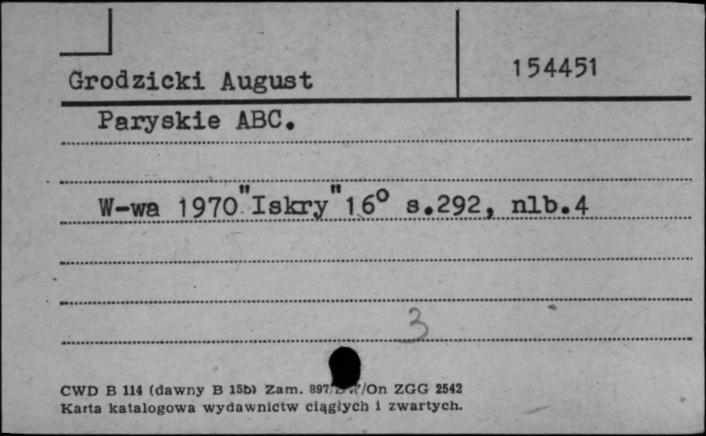 154451
Grodzicki August
Paryskie ABC.
W-wa 1970 "Iskry" 16° s.292, nlb.4
3
CWD B 114 (dawny B 15b) Zam. 897 /On ZGG 2542
Karta katalogowa wydawnictw ciągłych i zwartych.